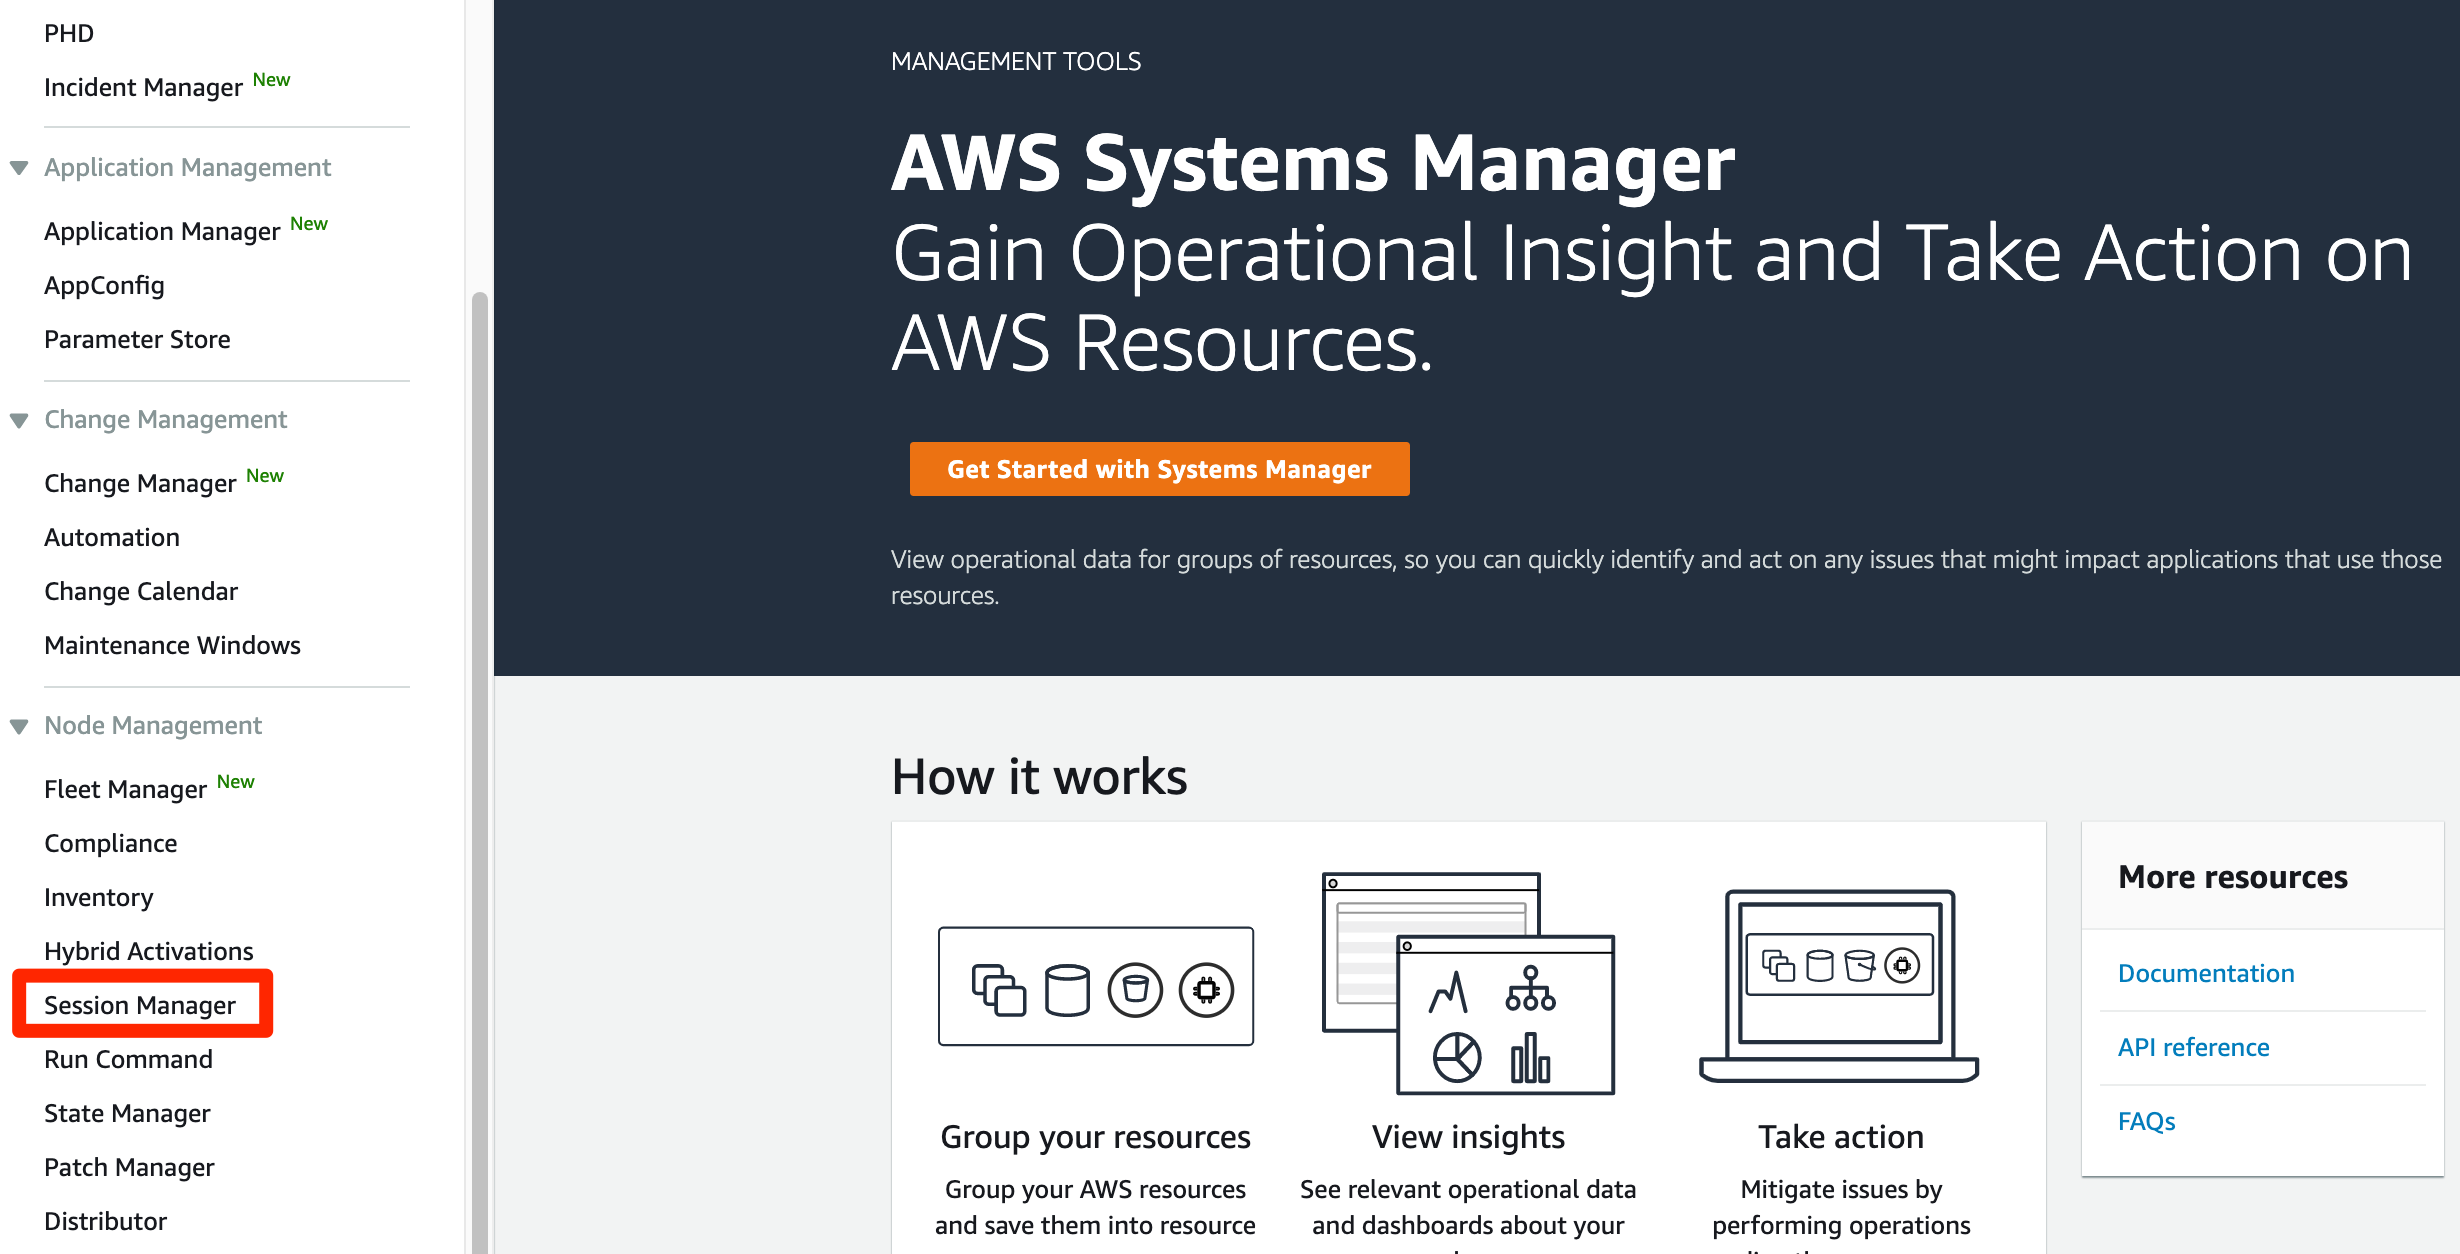 PHD
Incident Manager New
Application Management
Application Manager New
AppConfig
Parameter Store
Change Management
Change Manager New
Automation
Change Calendar
Maintenance Windows
Node Management
Fleet Manager New
Compliance
Inventory
Hybrid Activations
Session Manager
Run Command
State Manager
Patch Manager
Distributor
MANAGEMENT TOOLS
AWS Systems Manager
Gain Operational Insight and Take Action on
AWS Resources.
Get Started with Systems Manager
View operational data for groups of resources, so you can quickly identify and act on any issues that might impact applications that use those
resources.
How it works
Group your resources
Group your AWS resources
and save them into resource
View insights
See relevant operational data
and dashboards about your
Take action
Mitigate issues by
performing operations
More resources
Documentation
API reference
FAQs